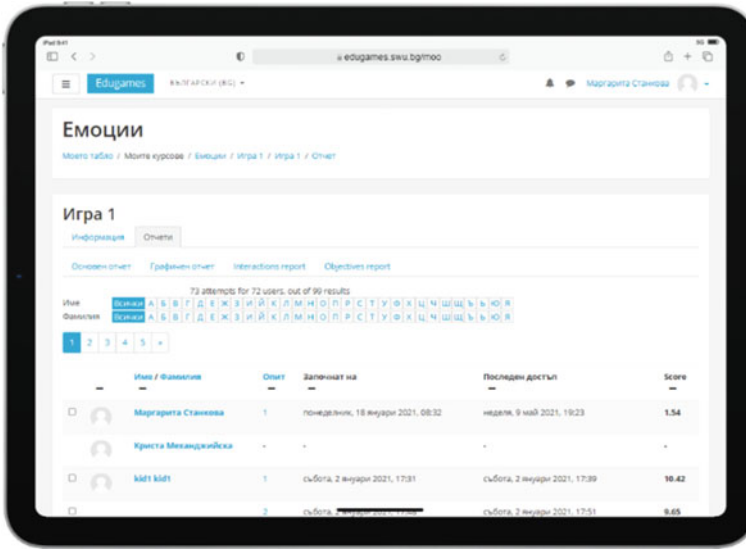 iPad 9:41 3G
edugames.swu.bg/moo
Edugames БЪЛГАРСКИ (BG) Маргарита Станкова
Емоции
Моето табло / Моите курсове / Емоции / Игра 1 / Игра 1 / Отчет
Игра 1
Информация Отчети
Основен отчет Графичен отчет Interactions report Objectives report
73 attempts for 72 users, out of 99 results
Име Всички А Б В Г Д Е Ж З И Й К Л М Н О П Р С Т У Ф Х Ц Ч Ш Щ Ъ Ь Ю Я
Фамилия Всички А Б В Г Д Е Ж З И Й К Л М Н О П Р С Т У Ф Х Ц Ч Ш Щ Ъ Ь Ю Я
1 2 3 4 5 »
Име / Фамилия Опит Започнат на Последен достъп Score
Маргарита Станкова 1 понеделник, 18 януари 2021, 08:32 неделя, 9 май 2021, 19:23 1.54
Криста Механджийска - - - -
kid1 kid1 1 събота, 2 януари 2021, 17:31 събота, 2 януари 2021, 17:39 10.42
2 събота, 2 януари 2021, събота, 2 януари 2021, 17:51 9.65